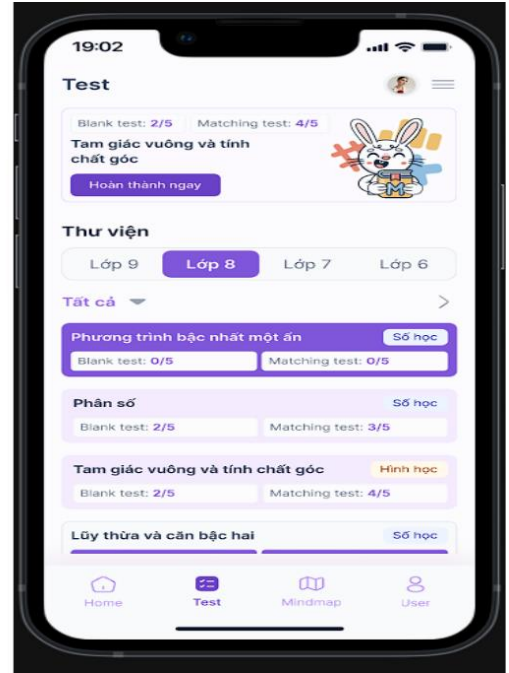 19:02
Test
Blank test: 2/5 Matching test: 4/5
Tam giác vuông và tính
chất góc
Hoàn thành ngay
M
Thư viện
Lớp 9 Lớp 8 Lớp 7 Lớp 6
Tất cả
Phương trình bậc nhất một ẩn Số học
Blank test: 0/5 Matching test: 0/5
Phân số Số học
Blank test: 2/5 Matching test: 3/5
Tam giác vuông và tính chất góc Hình học
Blank test: 2/5 Matching test: 4/5
Lũy thừa và căn bậc hai Số học
Home Test Mindmap User